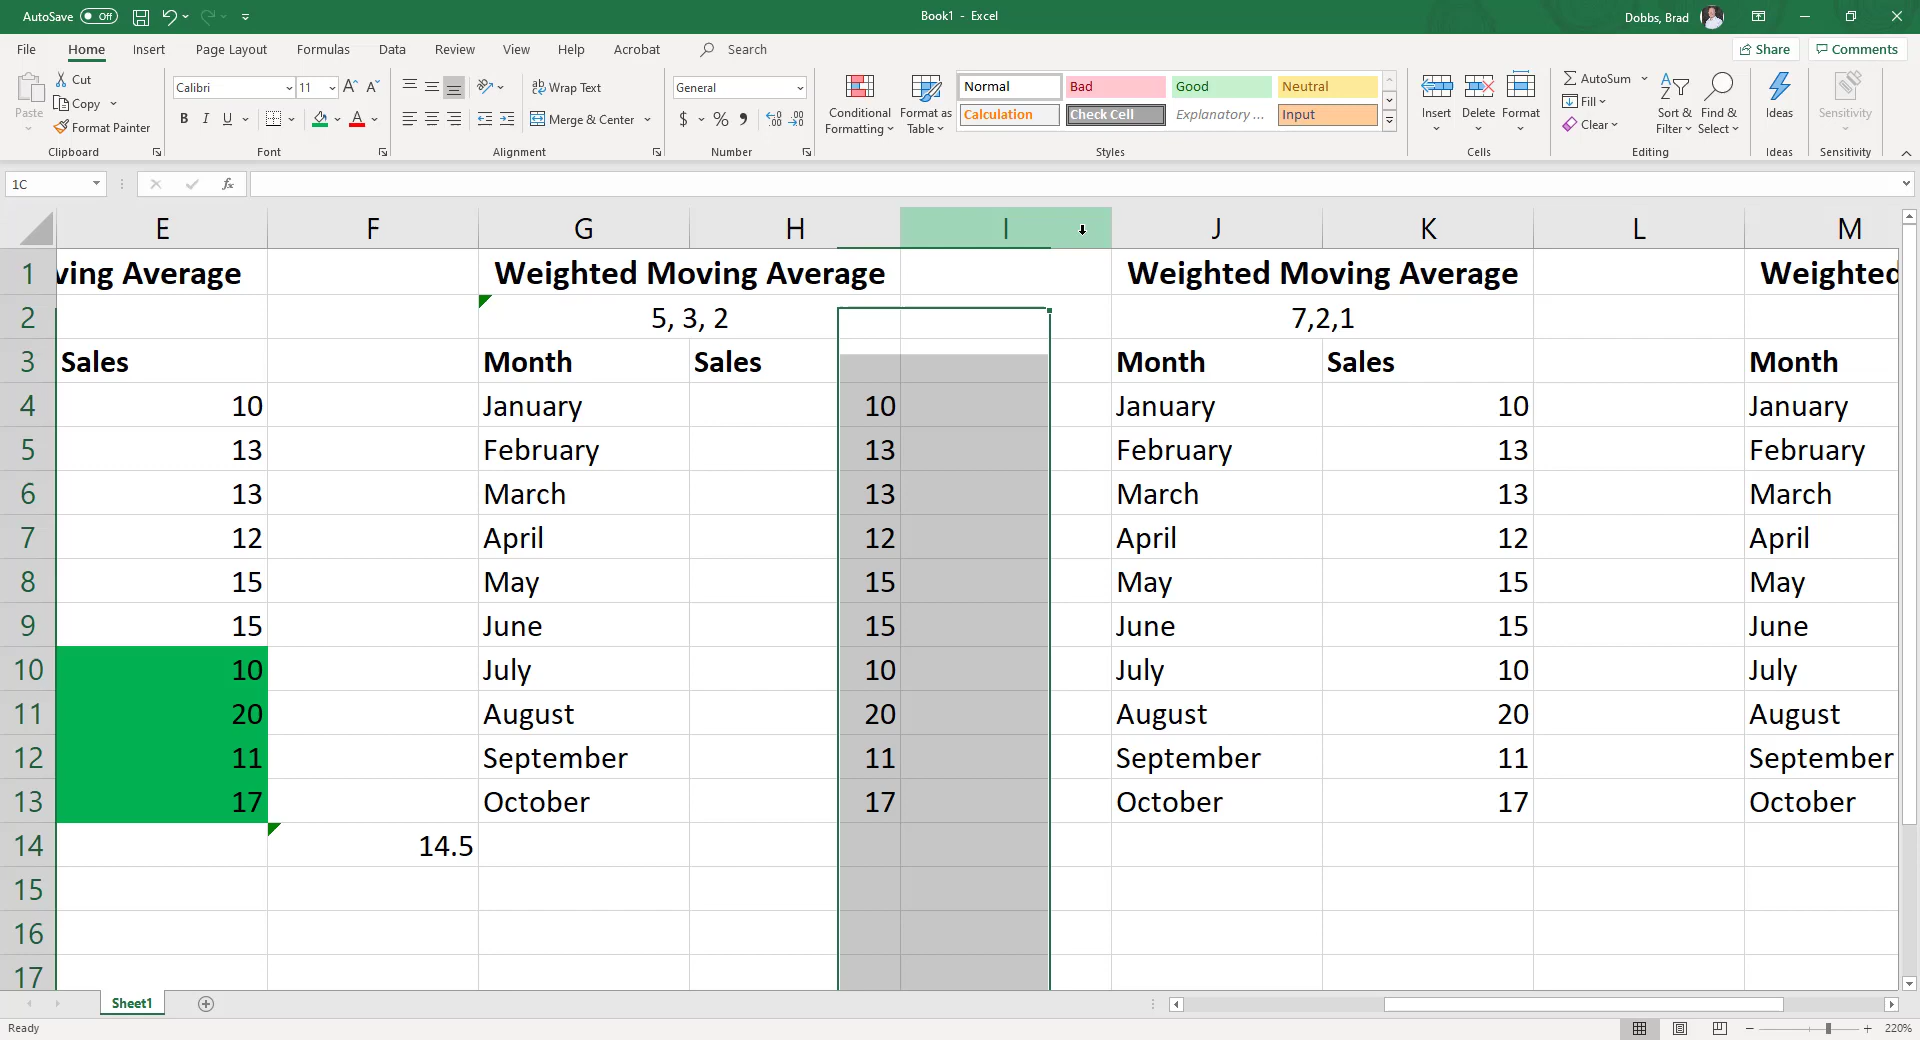 AutoSave Off
Book1 - Excel
Dobbs, Brad
File Home Insert Page Layout Formulas Data Review View Help Acrobat Search
Share Comments
Paste
Cut
Copy
Format Painter
Clipboard
Calibri 11
B I U
Font
Wrap Text
Merge & Center
Alignment
General
$ % 9
Number
Conditional Formatting
Format as Table
Normal Bad Good Neutral
Calculation Check Cell Explanatory ... Input
Styles
Insert Delete Format
Cells
AutoSum
Fill
Clear
Sort & Filter
Find & Select
Editing
Ideas
Ideas
Sensitivity
Sensitivity
1C fx
E F G H I J K L M
1 ving Average Weighted Moving Average Weighted Moving Average Weighted
2 5, 3, 2 7,2,1
3 Sales Month Sales Month Sales Month
4 10 January 10 January 10 January
5 13 February 13 February 13 February
6 13 March 13 March 13 March
7 12 April 12 April 12 April
8 15 May 15 May 15 May
9 15 June 15 June 15 June
10 10 July 10 July 10 July
11 20 August 20 August 20 August
12 11 September 11 September 11 September
13 17 October 17 October 17 October
14 14.5
15
16
17
Sheet1
Ready
220%